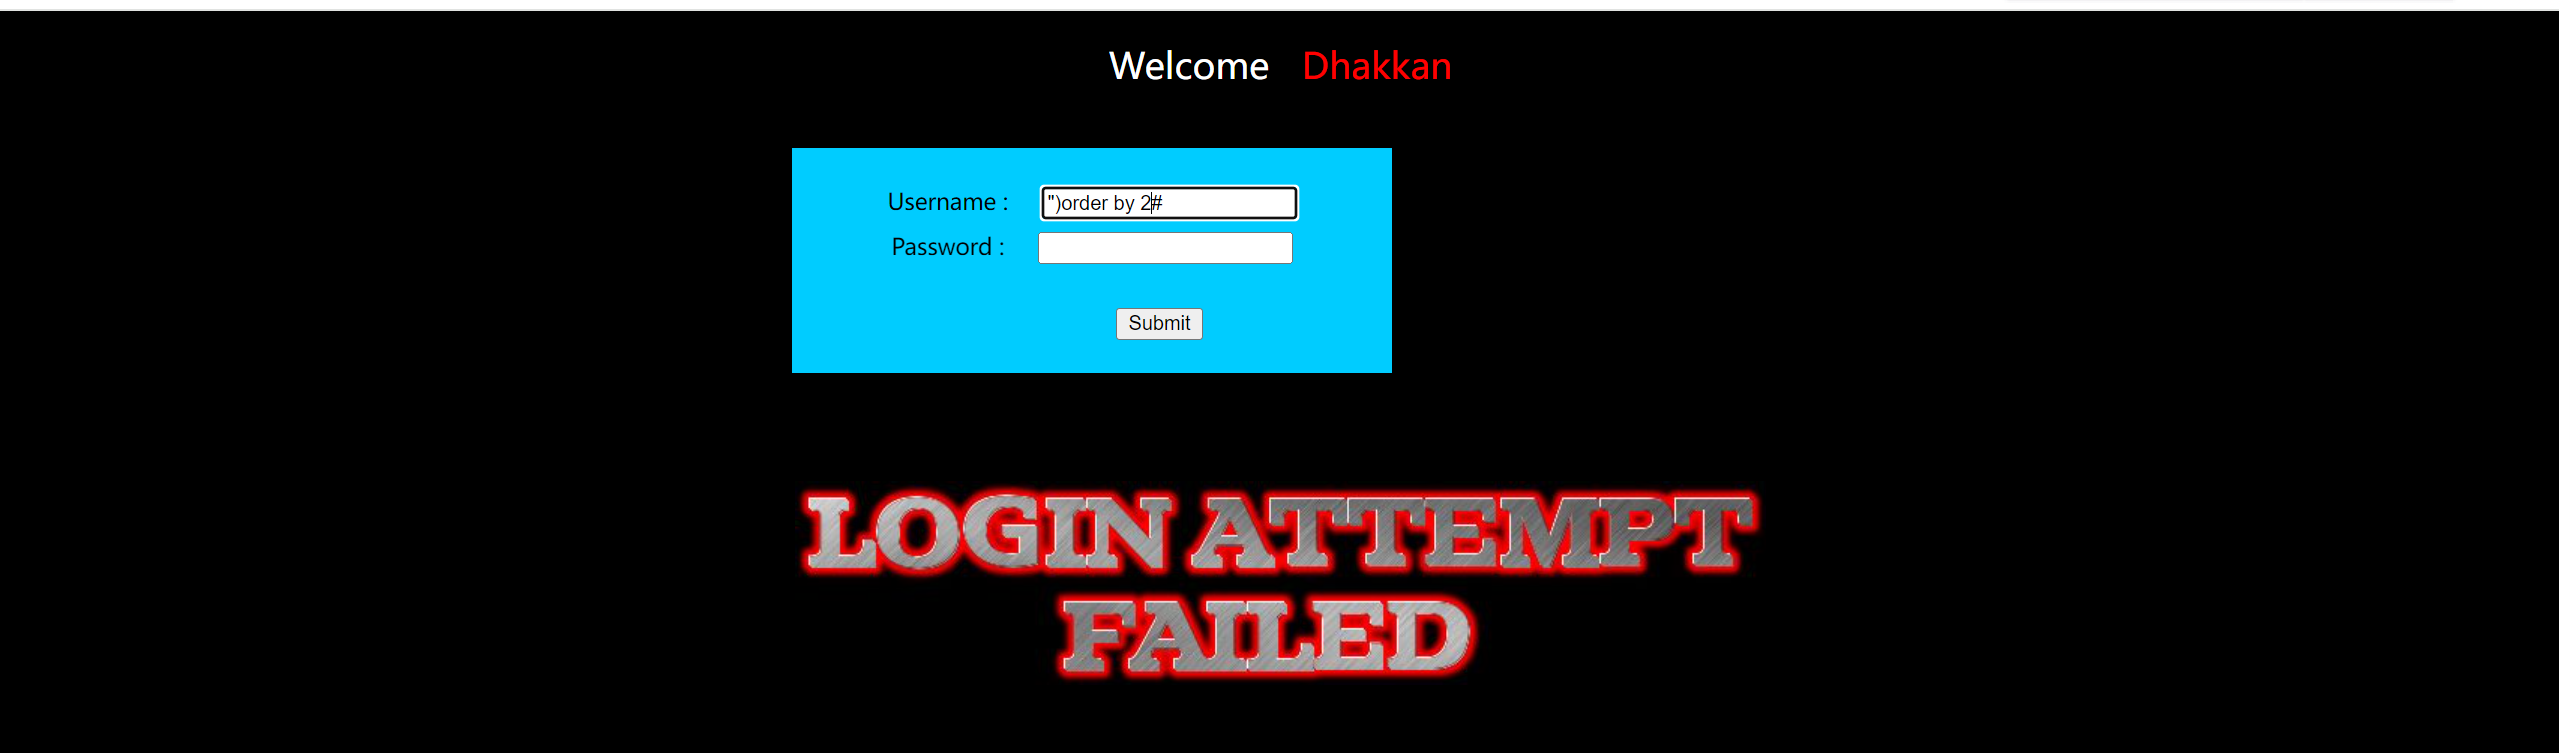 Welcome Dhakkan
Username : ")order by 2#
Password :
Submit
LOGIN ATTEMPT
FAILED